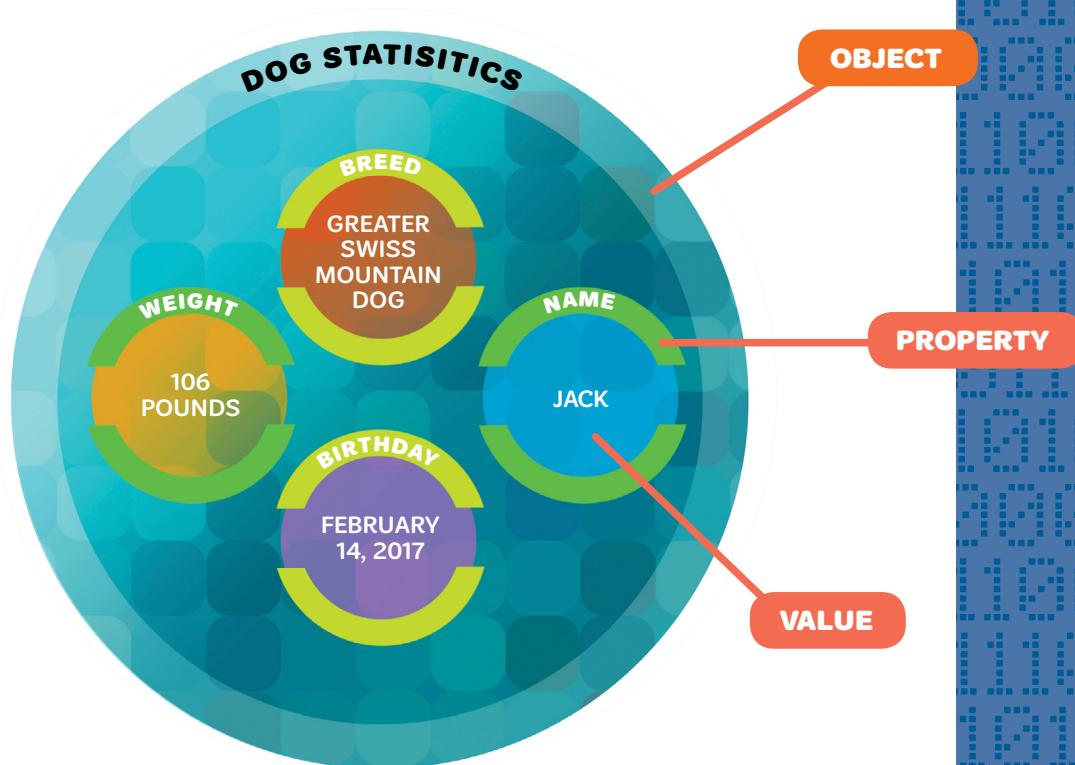 DOG STATISITICS
OBJECT
BREED
GREATER
SWISS
MOUNTAIN
DOG
WEIGHT
106
POUNDS
NAME
JACK
PROPERTY
BIRTHDAY
FEBRUARY
14, 2017
VALUE